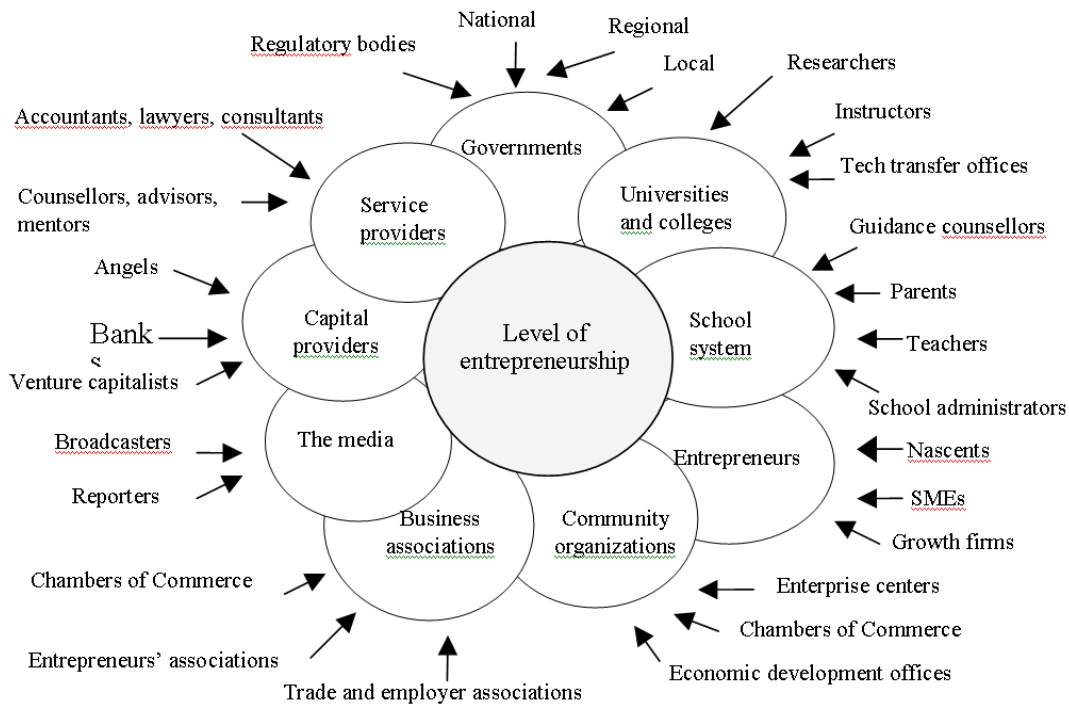 National
Regional
Regulatory bodies
Local
Researchers
Accountants, lawyers, consultants
Instructors
Governments
Tech transfer offices
Counsellors, advisors,
mentors
Service
providers
Universities
and colleges
Guidance counsellors
Angels
Parents
Bank
s
Capital
providers
Level of
entrepreneurship
School
system
Teachers
Venture capitalists
School administrators
Broadcasters
The media
Entrepreneurs
Nascents
Reporters
SMEs
Business
associations
Community
organizations
Growth firms
Chambers of Commerce
Enterprise centers
Chambers of Commerce
Entrepreneurs’ associations
Economic development offices
Trade and employer associations